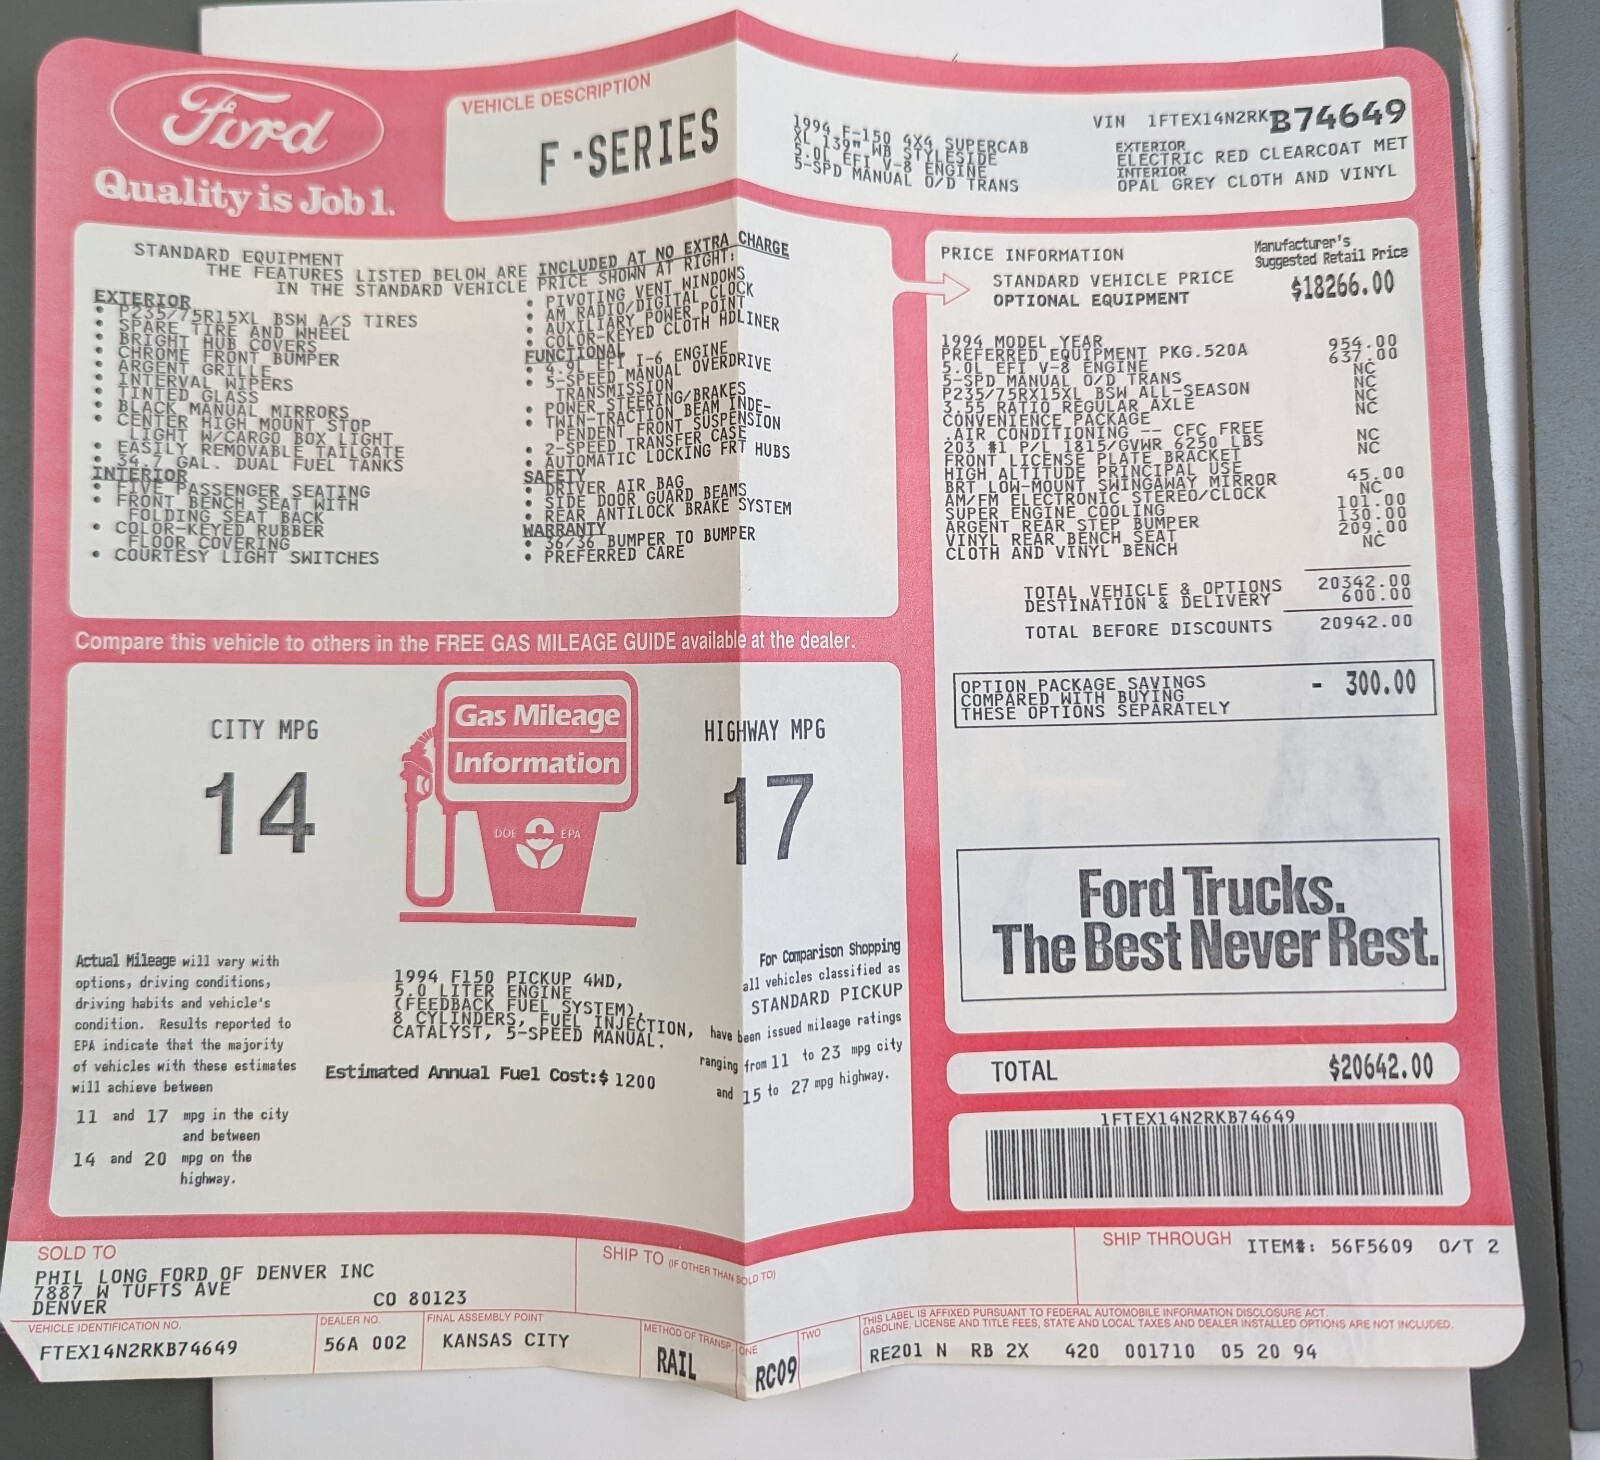 Ford
Quality is Job 1.
VEHICLE DESCRIPTION
F-SERIES
1994 F-150 4X4 SUPERCAB
XL 139" WB STYLESIDE
5.0L EFI V-8 ENGINE
5-SPD MANUAL O/D TRANS
VIN 1FTEX14N2RKB74649
EXTERIOR
ELECTRIC RED CLEARCOAT MET
INTERIOR
OPAL GREY CLOTH AND VINYL
STANDARD EQUIPMENT
THE FEATURES LISTED BELOW ARE INCLUDED AT NO EXTRA CHARGE
IN THE STANDARD VEHICLE PRICE SHOWN AT RIGHT:
EXTERIOR
• P235/75R15XL BSW A/S TIRES
• SPARE TIRE AND WHEEL
• BRIGHT HUB COVERS
• CHROME FRONT BUMPER
• ARGENT GRILLE
• INTERVAL WIPERS
• TINTED GLASS
• BLACK MANUAL MIRRORS
• CENTER HIGH MOUNT STOP
LIGHT W/CARGO BOX LIGHT
• EASILY REMOVABLE TAILGATE
• 34.7 GAL. DUAL FUEL TANKS
INTERIOR
• FIVE PASSENGER SEATING
• FRONT BENCH SEAT WITH
FOLDING SEAT BACK
• COLOR-KEYED RUBBER
FLOOR COVERING
• COURTESY LIGHT SWITCHES
• PIVOTING VENT WINDOWS
• AM RADIO/DIGITAL CLOCK
• AUXILIARY POWER POINT
• COLOR-KEYED CLOTH HDLINER
FUNCTIONAL
• 4.9L EFI I-6 ENGINE
• 5-SPEED MANUAL OVERDRIVE
TRANSMISSION
• POWER STEERING/BRAKES
• TWIN-TRACTION BEAM INDE-
PENDENT FRONT SUSPENSION
• 2-SPEED TRANSFER CASE
• AUTOMATIC LOCKING FRT HUBS
SAFETY
• DRIVER AIR BAG
• SIDE DOOR GUARD BEAMS
• REAR ANTILOCK BRAKE SYSTEM
WARRANTY
• 36/36 BUMPER TO BUMPER
• PREFERRED CARE
PRICE INFORMATION
Manufacturer's
Suggested Retail Price
STANDARD VEHICLE PRICE $18266.00
OPTIONAL EQUIPMENT
1994 MODEL YEAR
PREFERRED EQUIPMENT PKG.520A 954.00
5.0L EFI V-8 ENGINE 637.00
5-SPD MANUAL O/D TRANS NC
P235/75RX15XL BSW ALL-SEASON NC
3.55 RATIO REGULAR AXLE NC
CONVENIENCE PACKAGE NC
.AIR CONDITIONING -- CFC FREE
203 #1 P/L 1815/GVWR 6250 LBS NC
FRONT LICENSE PLATE BRACKET NC
HIGH ALTITUDE PRINCIPAL USE
BRT LOW-MOUNT SWINGAWAY MIRROR 45.00
AM/FM ELECTRONIC STEREO/CLOCK NC
SUPER ENGINE COOLING 101.00
ARGENT REAR STEP BUMPER 130.00
VINYL REAR BENCH SEAT 209.00
CLOTH AND VINYL BENCH NC
TOTAL VEHICLE & OPTIONS 20342.00
DESTINATION & DELIVERY 600.00
TOTAL BEFORE DISCOUNTS 20942.00
OPTION PACKAGE SAVINGS
COMPARED WITH BUYING
THESE OPTIONS SEPARATELY
- 300.00
Ford Trucks.
The Best Never Rest.
TOTAL $20642.00
1FTEX14N2RKB74649
Compare this vehicle to others in the FREE GAS MILEAGE GUIDE available at the dealer.
CITY MPG
14
Gas Mileage
Information
DOE EPA
HIGHWAY MPG
17
Actual Mileage will vary with
options, driving conditions,
driving habits and vehicle's
condition. Results reported to
EPA indicate that the majority
of vehicles with these estimates
will achieve between
11 and 17 mpg in the city
and between
14 and 20 mpg on the
highway.
1994 F150 PICKUP 4WD,
5.0 LITER ENGINE
(FEEDBACK FUEL SYSTEM),
8 CYLINDERS, FUEL INJECTION,
CATALYST, 5-SPEED MANUAL.
Estimated Annual Fuel Cost:$ 1200
For Comparison Shopping
all vehicles classified as
STANDARD PICKUP
have been issued mileage ratings
ranging from 11 to 23 mpg city
and 15 to 27 mpg highway.
SOLD TO
PHIL LONG FORD OF DENVER INC
7887 W TUFTS AVE
DENVER CO 80123
SHIP TO (IF OTHER THAN SOLD TO)
SHIP THROUGH ITEM#: 56F5609 O/T 2
VEHICLE IDENTIFICATION NO.
FTEX14N2RKB74649
DEALER NO.
56A 002
FINAL ASSEMBLY POINT
KANSAS CITY
METHOD OF TRANSP.
RAIL
ONE
RC09
TWO
THIS LABEL IS AFFIXED PURSUANT TO FEDERAL AUTOMOBILE INFORMATION DISCLOSURE ACT.
GASOLINE, LICENSE AND TITLE FEES, STATE AND LOCAL TAXES AND DEALER INSTALLED OPTIONS ARE NOT INCLUDED.
RE201 N RB 2X 420 001710 05 20 94